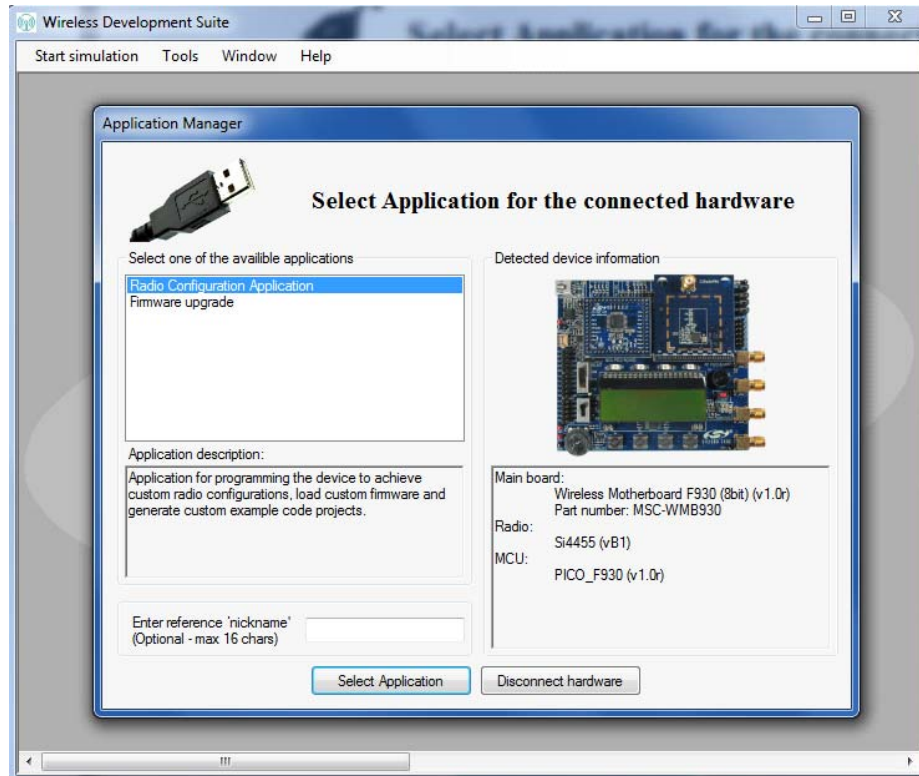 Wireless Development Suite
Start simulation Tools Window Help
Application Manager
Select Application for the connected hardware
Select one of the availible applications
Radio Configuration Application
Firmware upgrade
Application description:
Application for programming the device to achieve
custom radio configurations, load custom firmware and
generate custom example code projects.
Enter reference 'nickname'
(Optional - max 16 chars)
Detected device information
Main board:
Wireless Motherboard F930 (8bit) (v1.0r)
Part number: MSC-WMB930
Radio:
Si4455 (vB1)
MCU:
PICO_F930 (v1.0r)
Select Application
Disconnect hardware